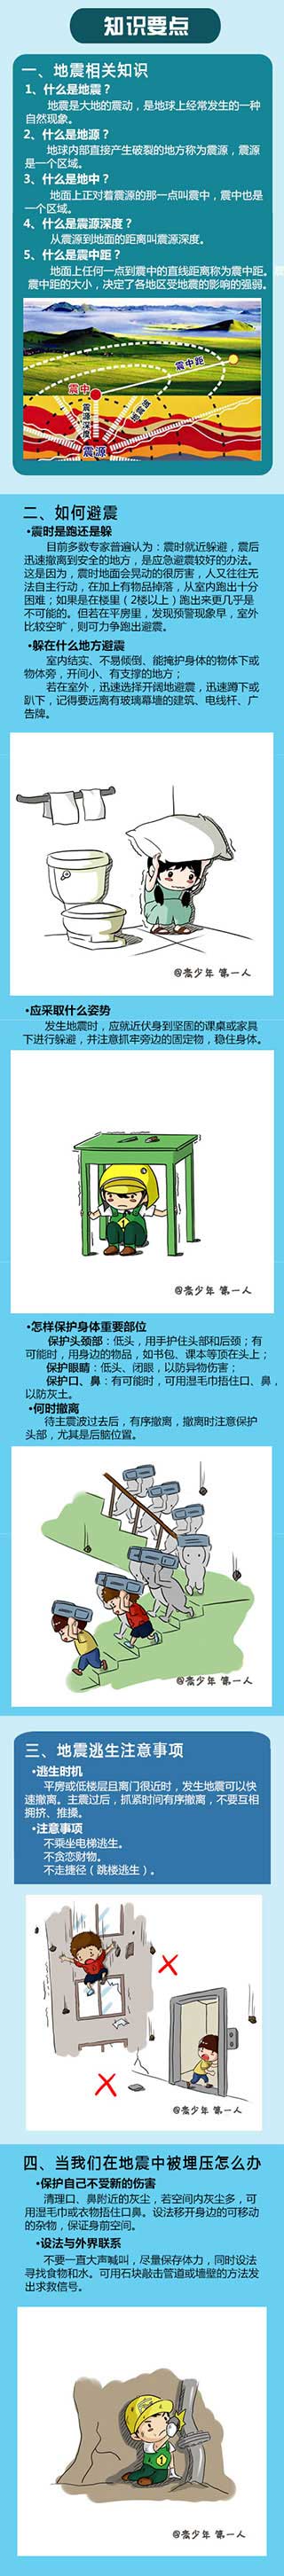 知识要点
一、地震相关知识
1、什么是地震？
地震是大地的震动，是地球上经常发生的一种
自然现象。
2、什么是地源？
地球内部直接产生破裂的地方称为震源，震源
是一个区域。
3、什么是地中？
地面上正对着震源的那一点叫震中，震中也是
一个区域。
4、什么是震源深度？
从震源到地面的距离叫震源深度。
5、什么是震中距？
地面上任何一点到震中的直线距离称为震中距。
震中距的大小，决定了各地区受地震的影响的强弱。
震中距
震中
震源深度
地震波
震源
二、如何避震
·震时是跑还是躲
目前多数专家普遍认为：震时就近躲避，震后
迅速撤离到安全的地方，是应急避震较好的办法。
这是因为，震时地面会晃动的很厉害，人又往往无
法自主行动，在加上有物品掉落，从室内跑出十分
困难；如果是在楼里（2楼以上）跑出来更几乎是
不可能的。但若在平房里，发现预警现象早，室外
比较空旷，则可力争跑出避震。
·躲在什么地方避震
室内结实、不易倾倒、能掩护身体的物体下或
物体旁，开间小、有支撑的地方；
若在室外，迅速选择开阔地避震，迅速蹲下或
趴下，记得要远离有玻璃幕墙的建筑、电线杆、广
告牌。
@青少年 第一人
·应采取什么姿势
发生地震时，应就近伏身到坚固的课桌或家具
下进行躲避，并注意抓牢旁边的固定物，稳住身体。
@青少年 第一人
·怎样保护身体重要部位
保护头颈部：低头，用手护住头部和后颈；有
可能时，用身边的物品，如书包、课本等顶在头上；
保护眼睛：低头、闭眼，以防异物伤害；
保护口、鼻：有可能时，可用湿毛巾捂住口、鼻，
以防灰土。
·何时撤离
待主震波过去后，有序撤离，撤离时注意保护
头部，尤其是后脑位置。
@青少年 第一人
三、地震逃生注意事项
·逃生时机
平房或低楼层且离门很近时，发生地震可以快
速撤离。主震过后，抓紧时间有序撤离，不要互相
拥挤、推搡。
·注意事项
不乘坐电梯逃生。
不贪恋财物。
不走捷径（跳楼逃生）。
@青少年 第一人
四、当我们在地震中被埋压怎么办
·保护自己不受新的伤害
清理口、鼻附近的灰尘，若空间内灰尘多，可
用湿毛巾或衣物捂住口鼻。设法移开身边的可移动
的杂物，保证身前空间。
·设法与外界联系
不要一直大声喊叫，尽量保存体力，同时设法
寻找食物和水。可用石块敲击管道或墙壁的方法发
出求救信号。
@青少年 第一人